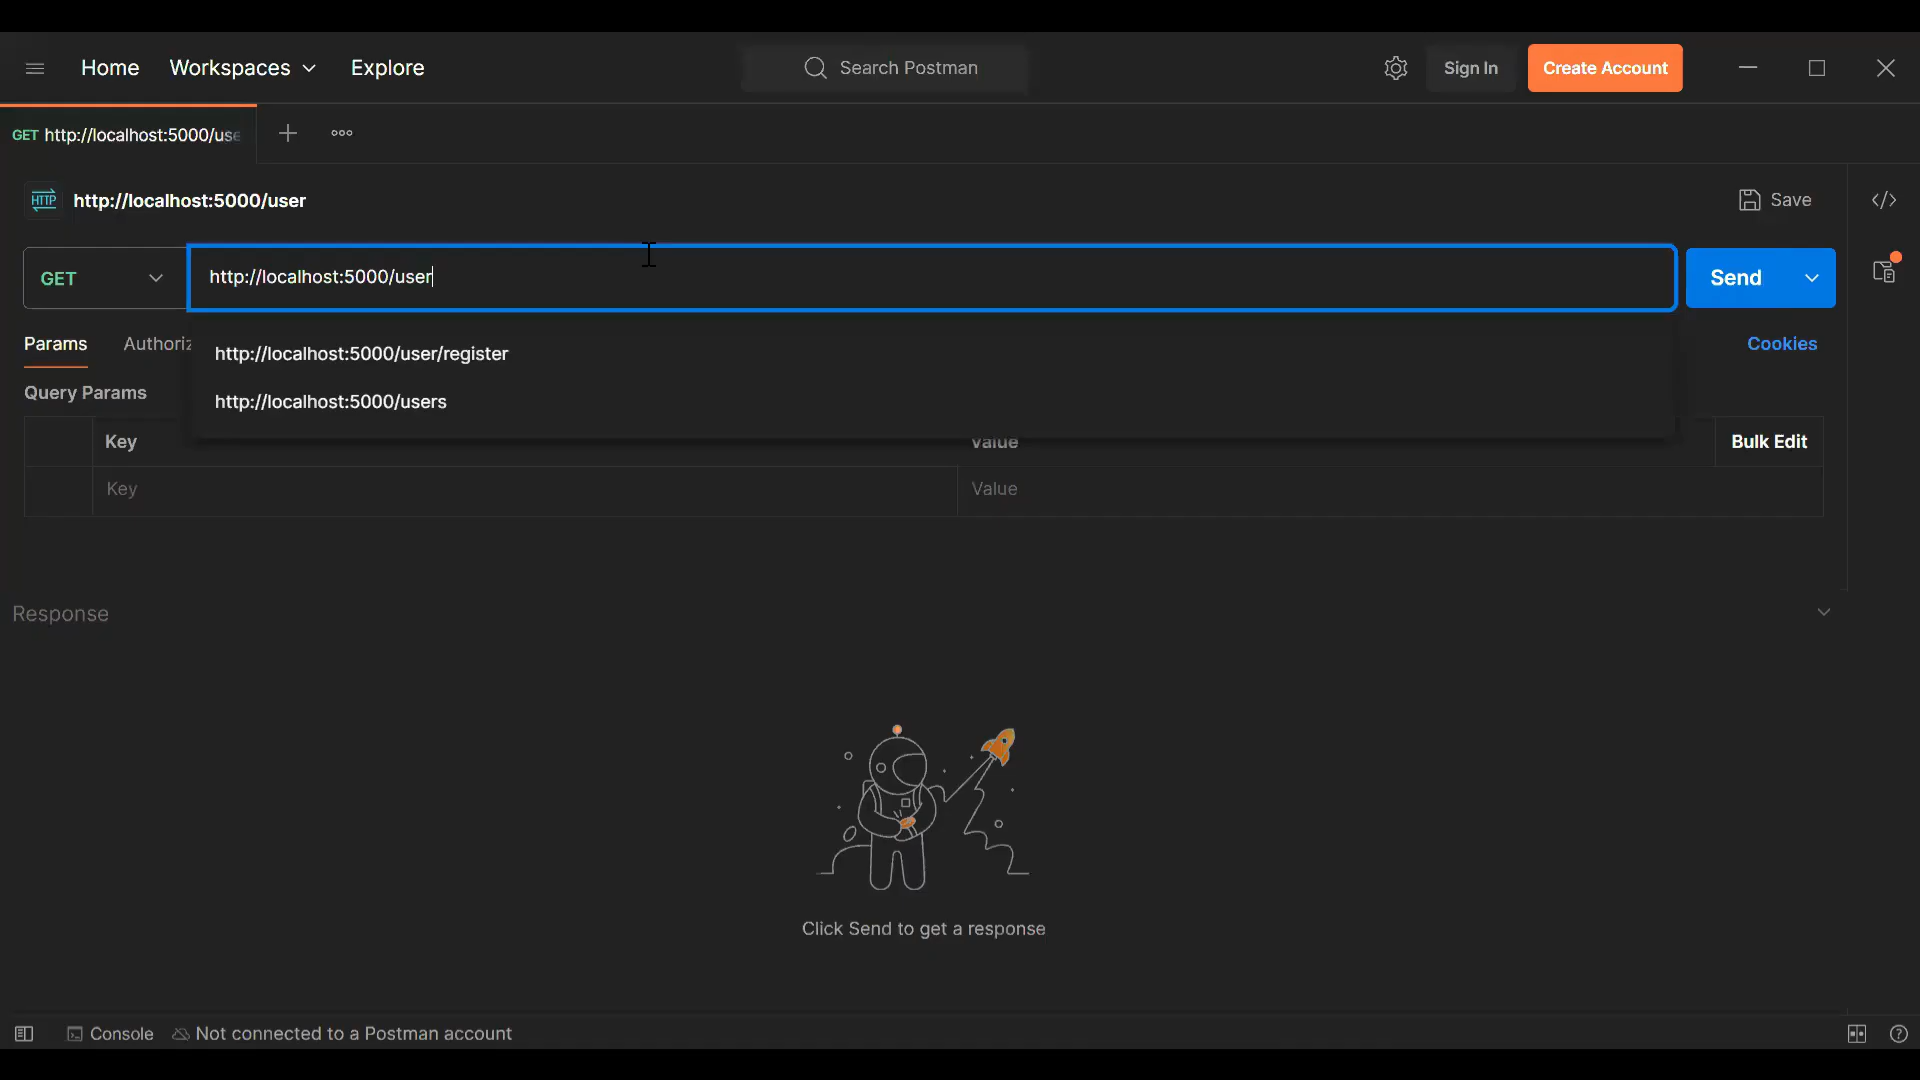 Home Workspaces Explore Search Postman Sign In Create Account
GET http://localhost:5000/use
HTTP http://localhost:5000/user Save
GET http://localhost:5000/user Send
Params Authoriz Cookies
http://localhost:5000/user/register
Query Params
http://localhost:5000/users
Key Value Bulk Edit
Key Value
Response
Click Send to get a response
Console Not connected to a Postman account